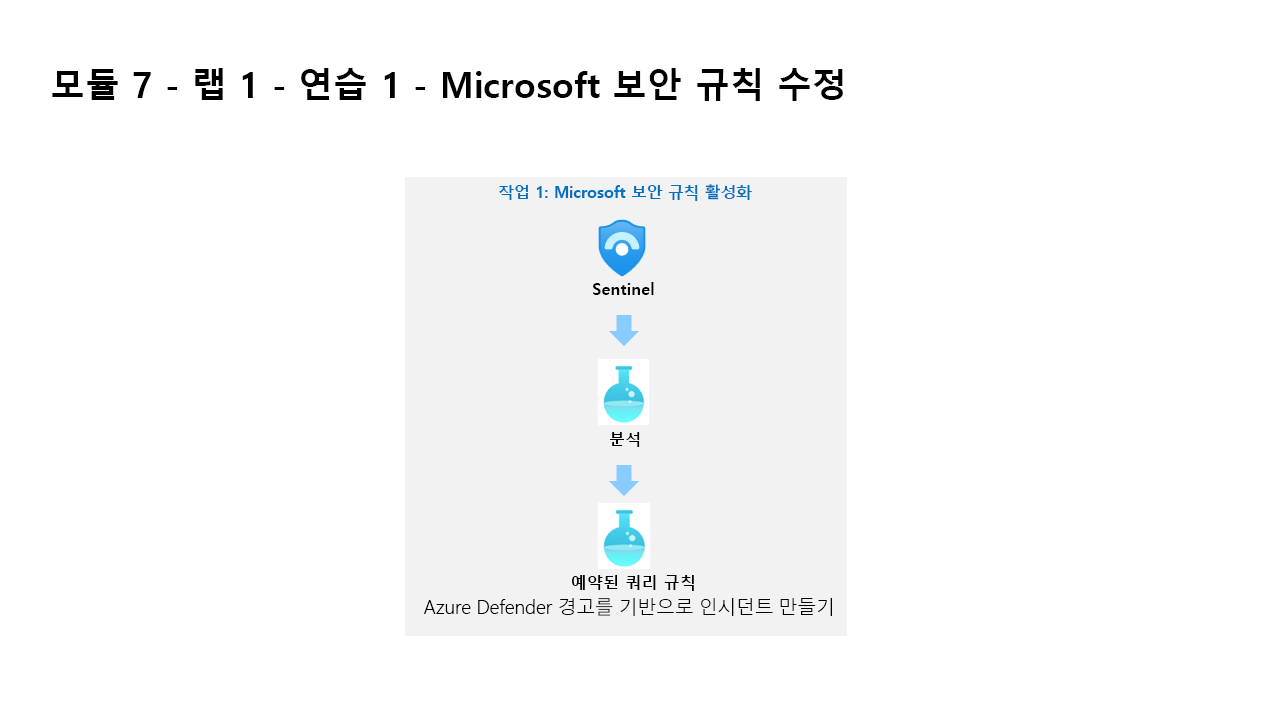 모듈 7 - 랩 1 - 연습 1 - Microsoft 보안 규칙 수정
작업 1: Microsoft 보안 규칙 활성화
Sentinel
분석
예약된 쿼리 규칙
Azure Defender 경고를 기반으로 인시던트 만들기